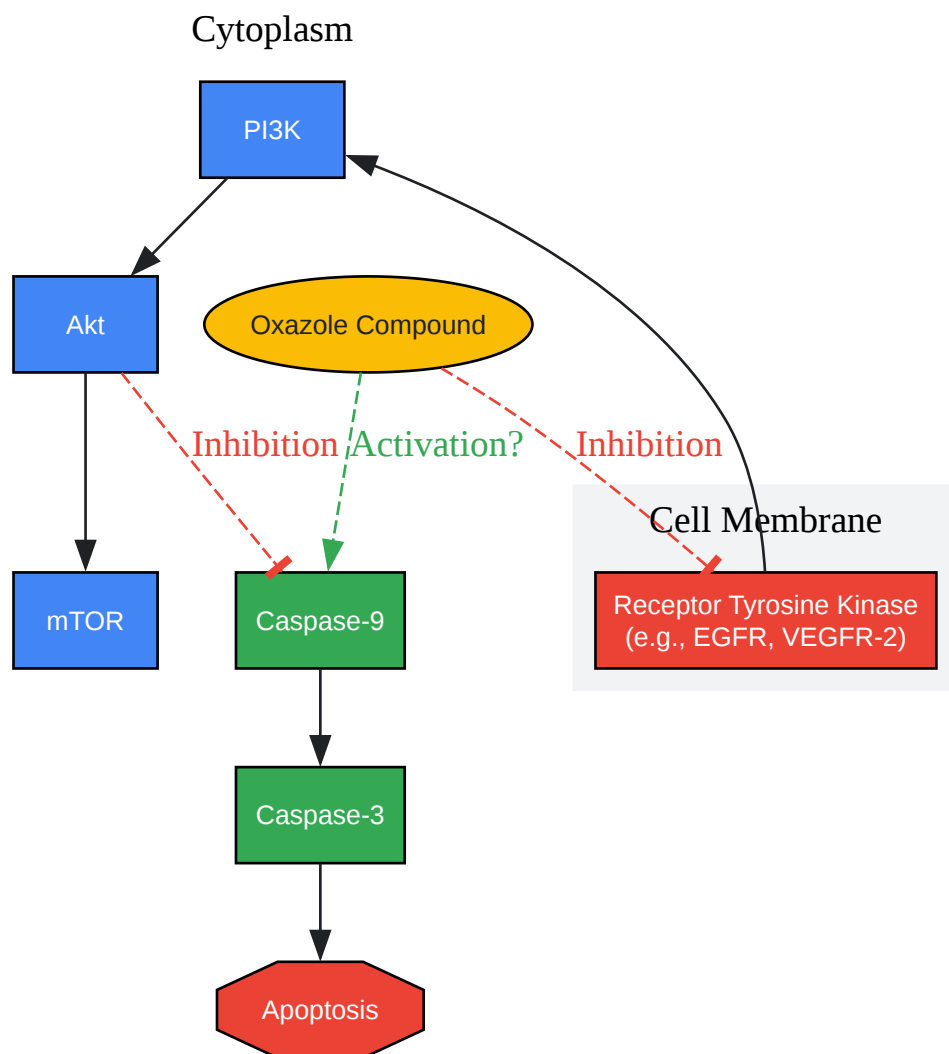 Cytoplasm
PI3K
Akt
Oxazole Compound
Inhibition
Activation?
Inhibition
Cell Membrane
mTOR
Caspase-9
Receptor Tyrosine Kinase
(e.g., EGFR, VEGFR-2)
Caspase-3
Apoptosis